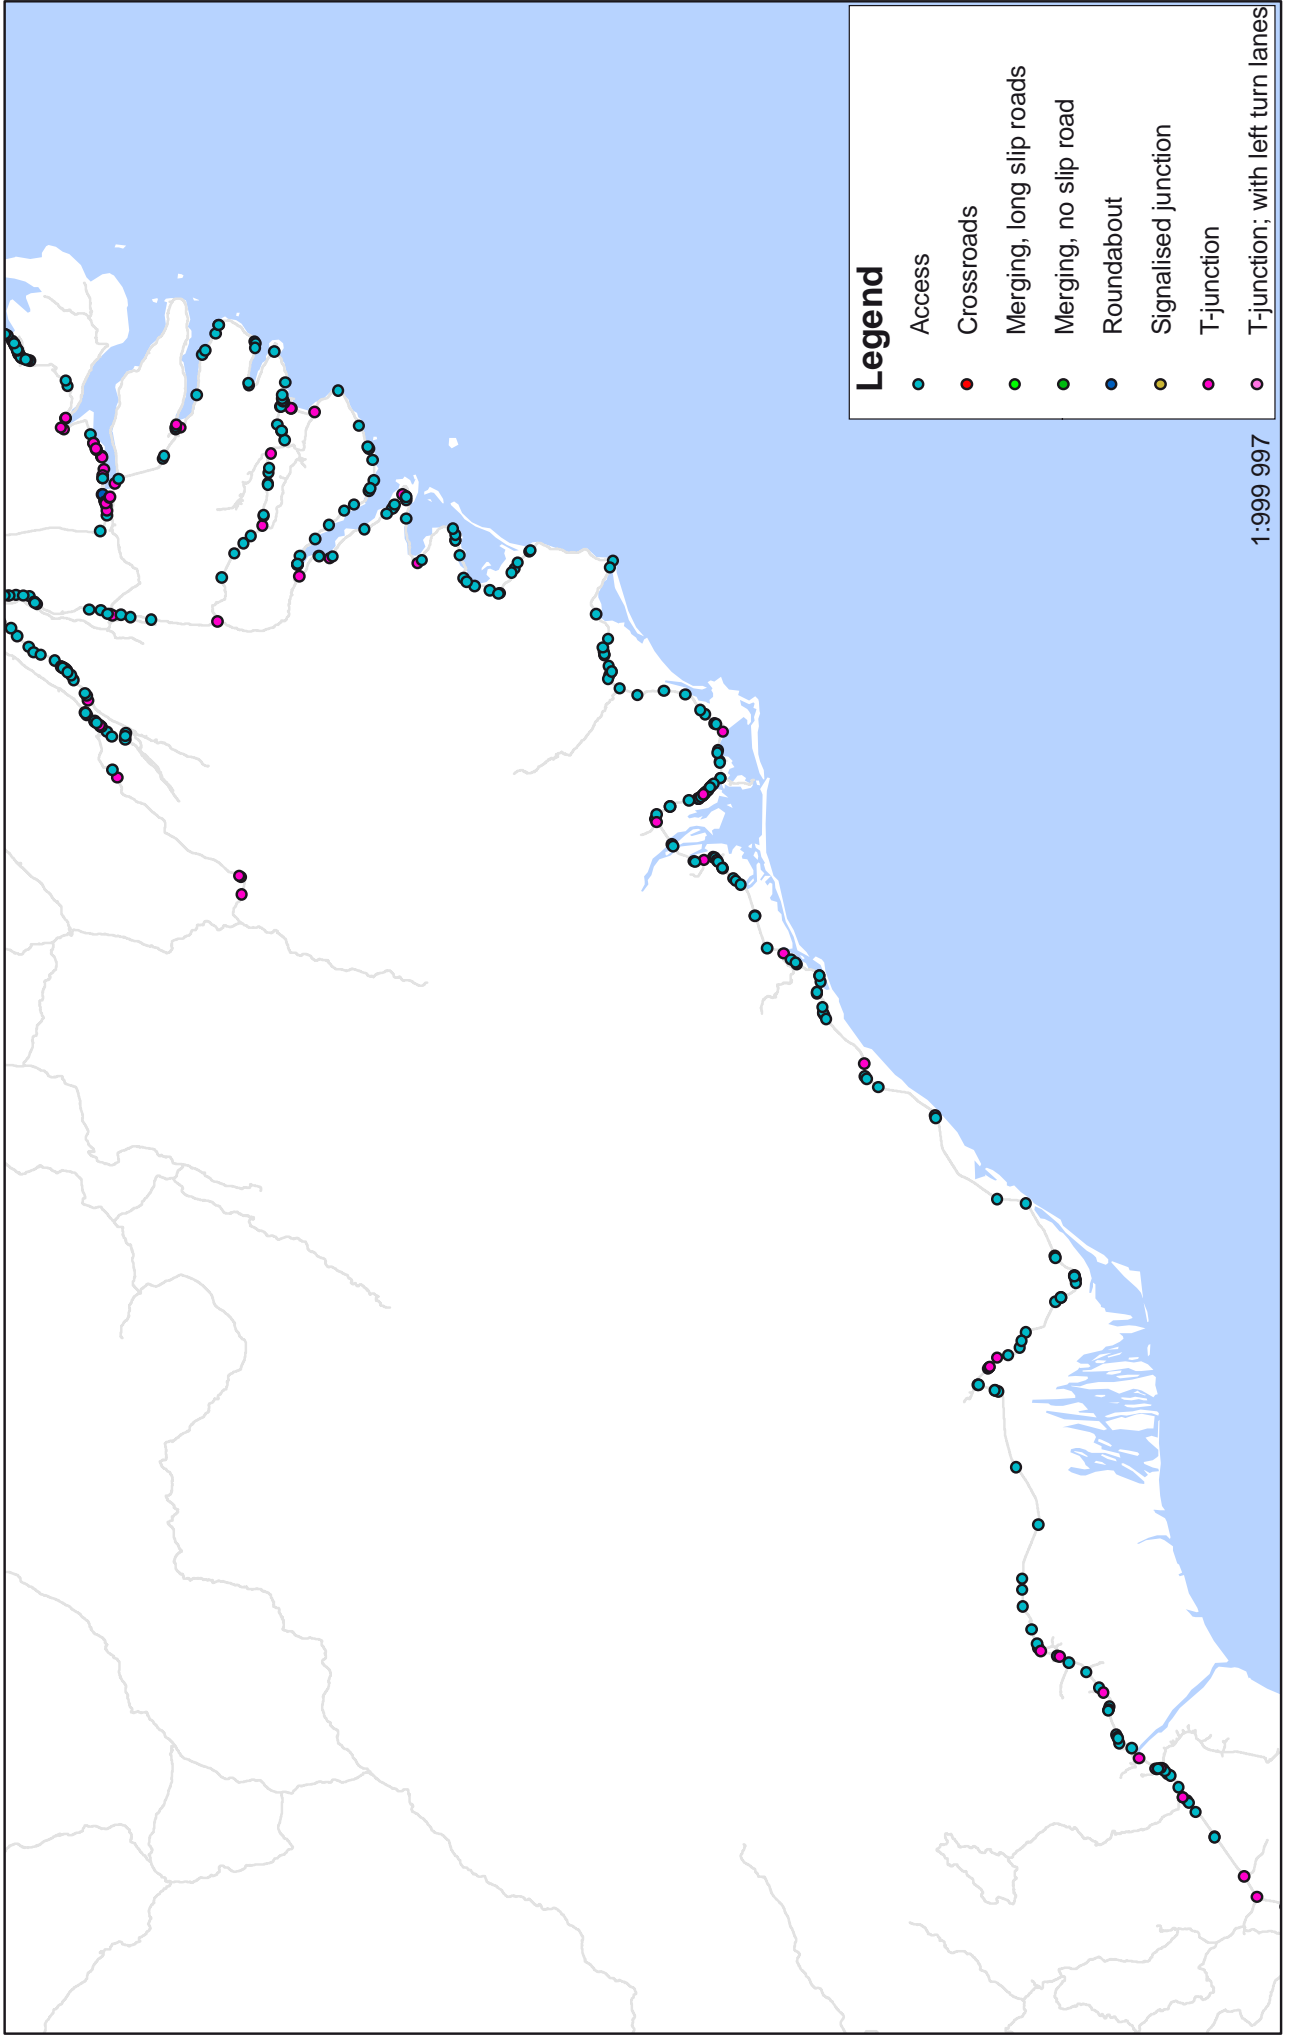 Legend
Access
Crossroads
Merging, long slip roads
Merging, no slip road
Roundabout
Signalised junction
T-junction
T-junction; with left turn lanes
1:999 997